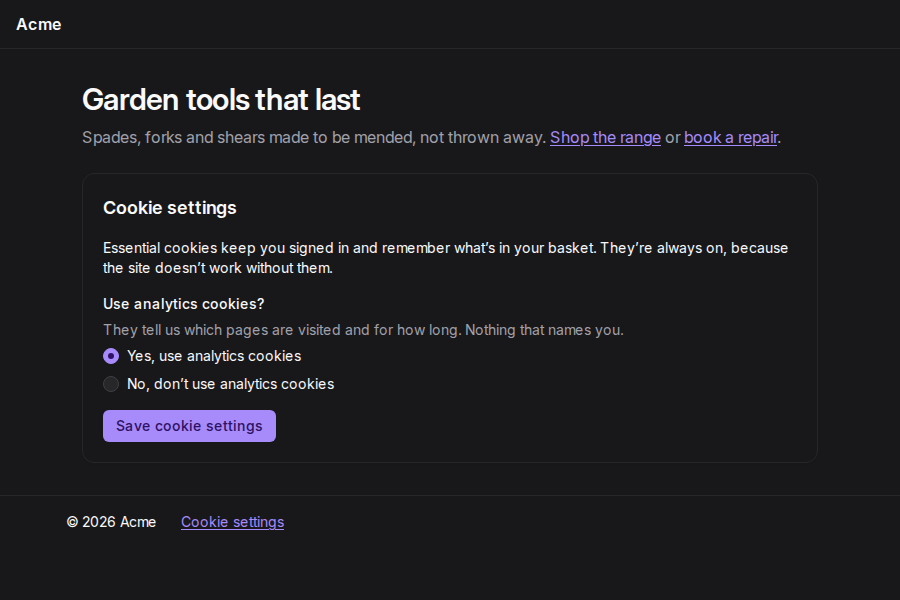 Acme
Garden tools that last
Spades, forks and shears made to be mended, not thrown away. Shop the range or book a repair.
Cookie settings
Essential cookies keep you signed in and remember what’s in your basket. They’re always on, because
the site doesn’t work without them.
Use analytics cookies?
They tell us which pages are visited and for how long. Nothing that names you.
Yes, use analytics cookies
No, don’t use analytics cookies
Save cookie settings
© 2026 Acme Cookie settings